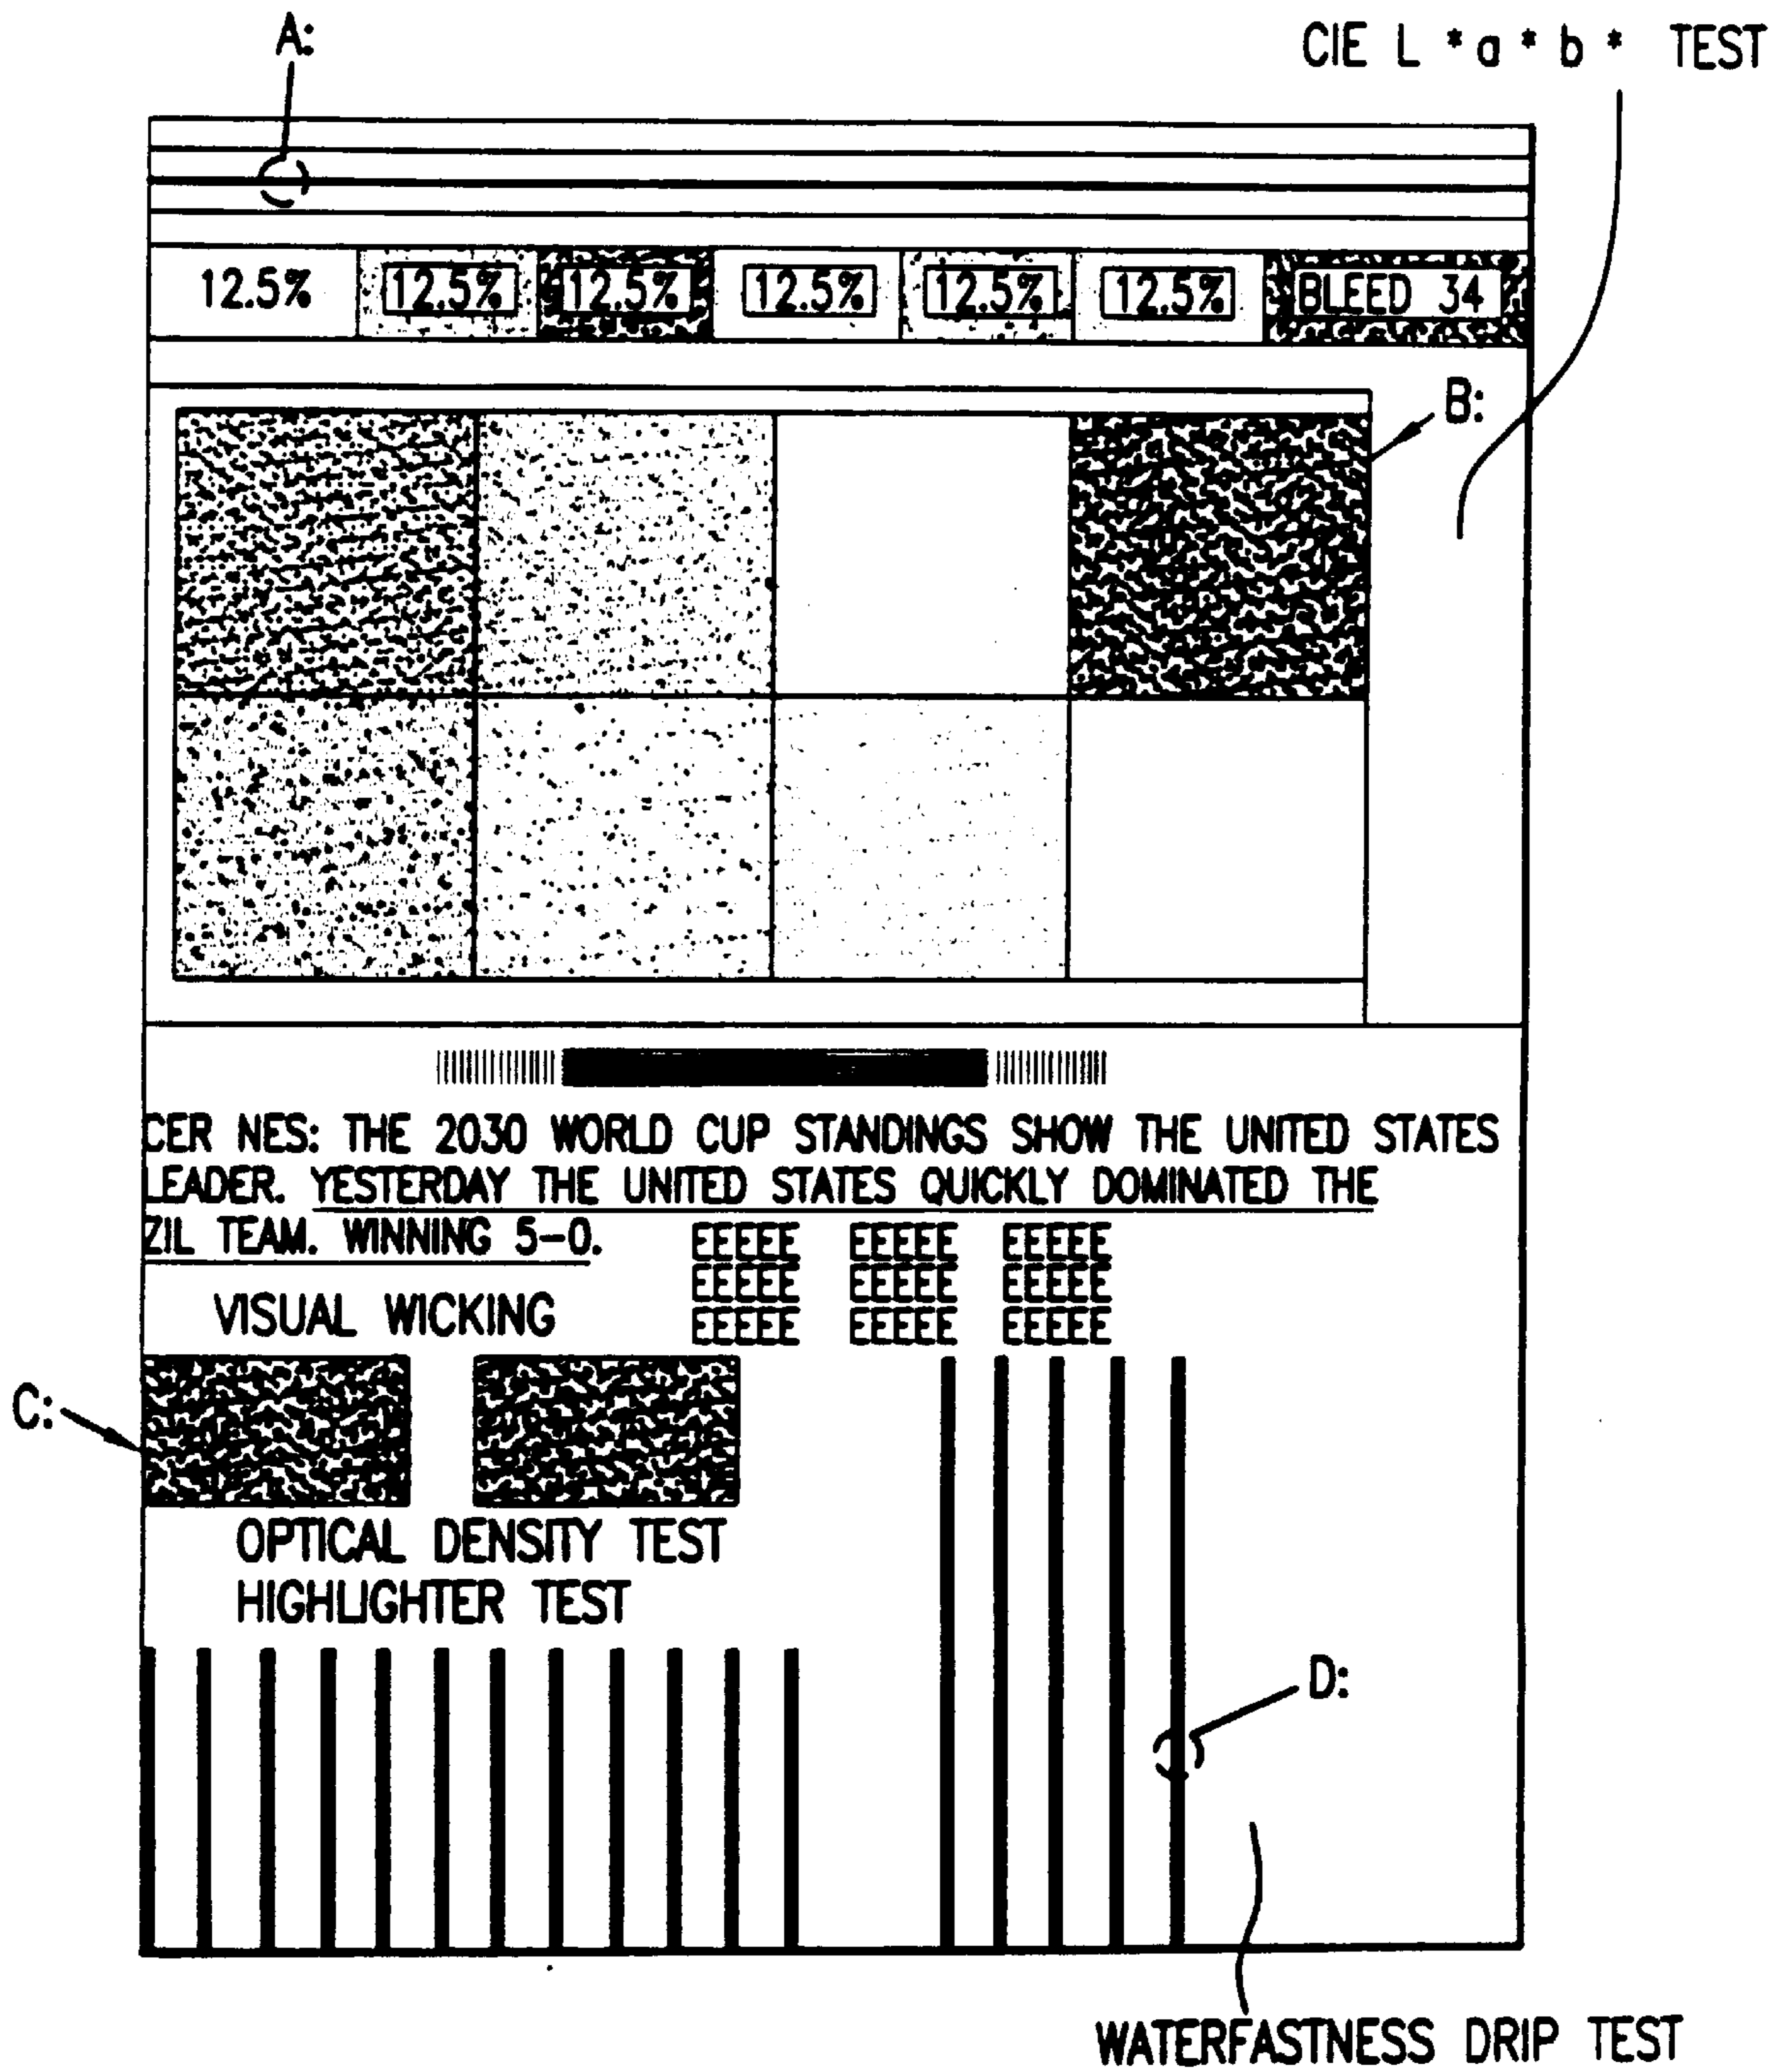 A:
CIE L * a * b * TEST
12.5% 12.5% 12.5% 12.5% 12.5% 12.5% BLEED 34
B:
CER NES: THE 2030 WORLD CUP STANDINGS SHOW THE UNITED STATES
LEADER. YESTERDAY THE UNITED STATES QUICKLY DOMINATED THE
ZIL TEAM. WINNING 5-0.
EEEEE EEEEE EEEEE
EEEEE EEEEE EEEEE
EEEEE EEEEE EEEEE
VISUAL WICKING
C:
OPTICAL DENSITY TEST
HIGHLIGHTER TEST
D:
WATERFASTNESS DRIP TEST